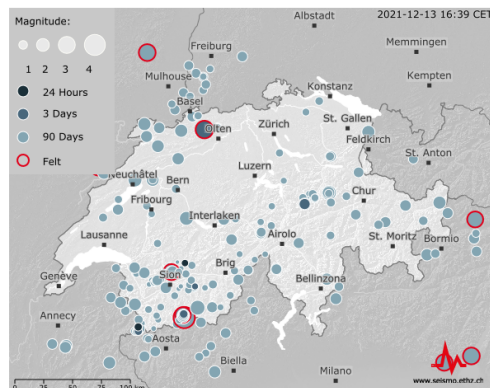 Magnitude:
1 2 3 4
24 Hours
3 Days
90 Days
Felt
2021-12-13 16:39 CET
Albstadt
Freiburg
Memmingen
Mulhouse
Kempten
Konstanz
Basel
Olten
Zürich
St. Gallen
Feldkirch
St. Anton
Luzern
Neuchâtel
Bern
Chur
Fribourg
Interlaken
Lausanne
Airolo
St. Moritz
Bormio
Genève
Sion
Brig
Bellinzona
Annecy
Aosta
Biella
Milano
www.seismo.ethz.ch